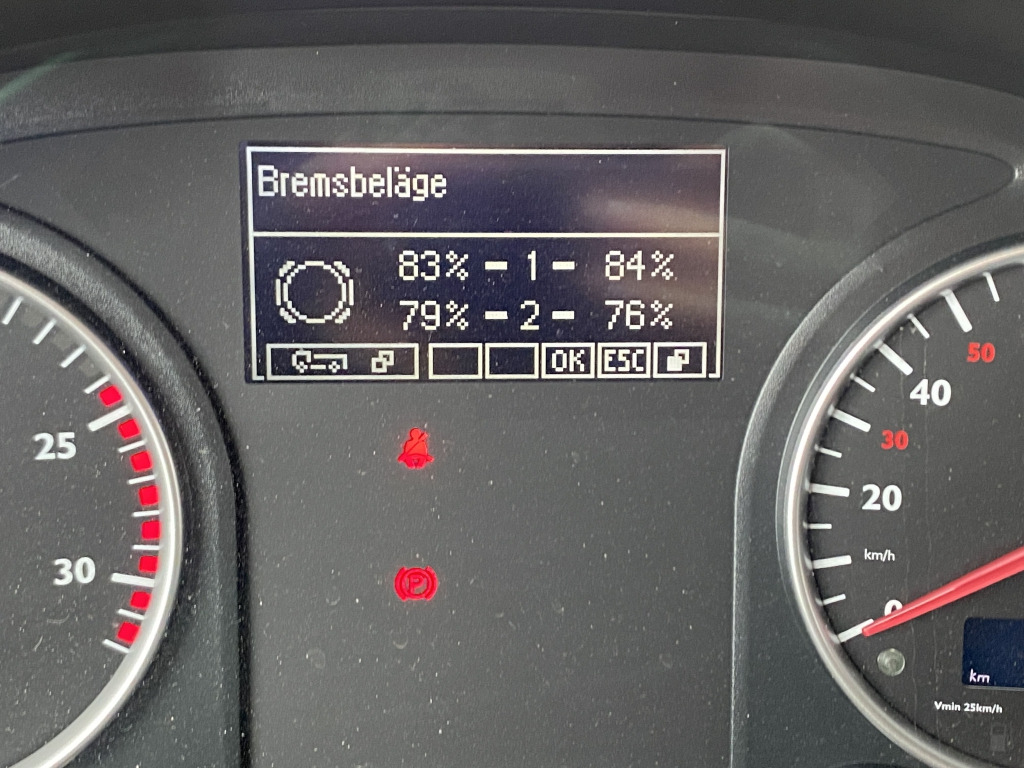 Bremsbeläge
83% - 1 - 84%
79% - 2 - 76%
OK ESC
25
30
P
50
40
30
20
km/h
0
km
Vmin 25km/h